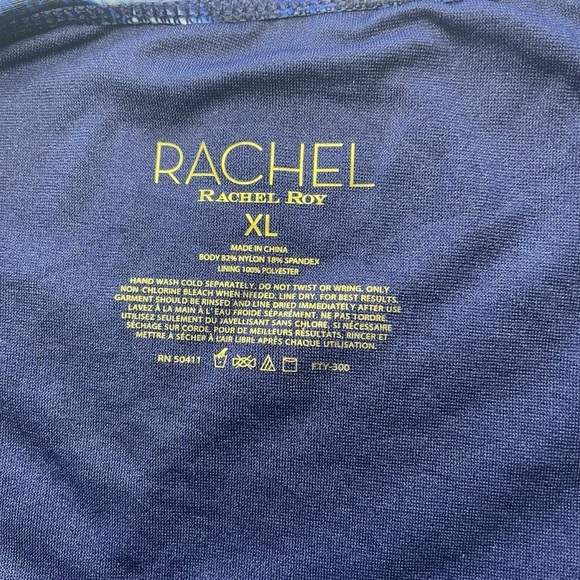 RACHEL
RACHEL ROY
XL
MADE IN CHINA
BODY 82% NYLON 18% SPANDEX
LINING 100% POLYESTER
HAND WASH COLD SEPARATELY. DO NOT TWIST OR WRING. ONLY
NON-CHLORINE BLEACH WHEN NEEDED. LINE DRY. FOR BEST RESULTS,
GARMENT SHOULD BE RINSED AND LINE DRIED IMMEDIATELY AFTER USE
LAVEZ À LA MAIN À L' EAU FROIDE SÉPARÉMENT. NE PAS TORDRE.
UTILISEZ SEULEMENT DU JAVELLISANT SANS CHLORE, SI NÉCESSAIRE
SÉCHAGE SUR CORDE. POUR DE MEILLEURS RÉSULTATS, RINCER ET
METTRE À SÉCHER À L'AIR LIBRE APRÈS CHAQUE UTILISATION.
RN 50411 FTY-300